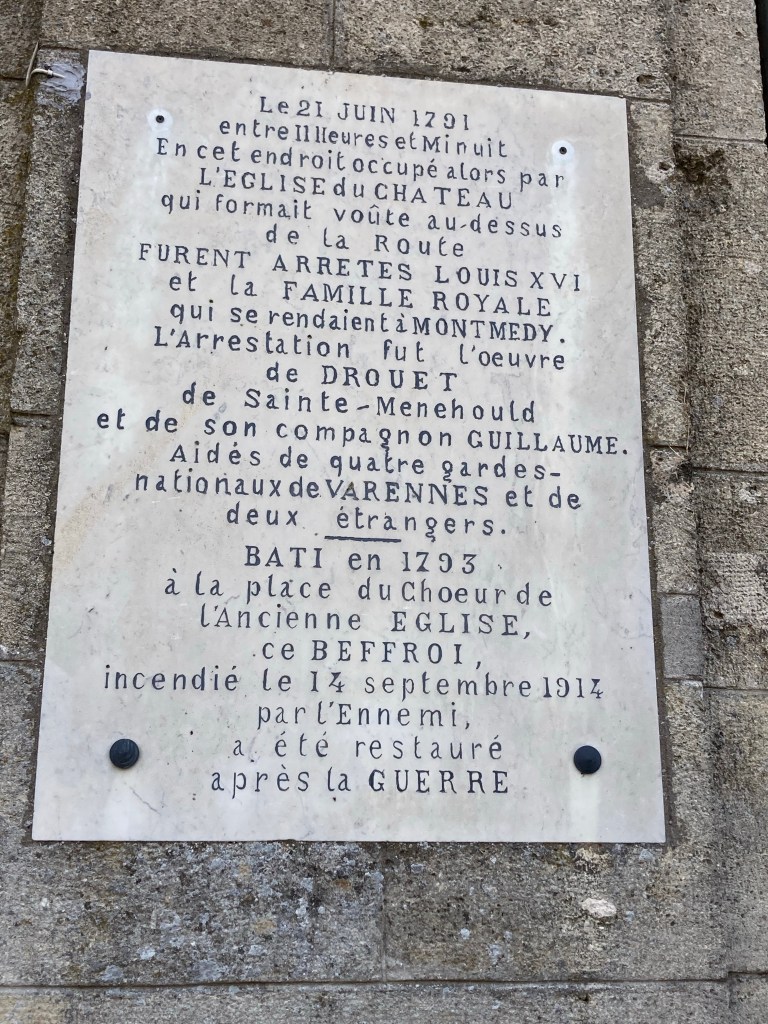 Le 21 JUIN 1791
entre 11 Heures et Minuit
En cet endroit occupé alors par
L'EGLISE du CHATEAU
qui formait voûte au-dessus
de la Route
FURENT ARRETES LOUIS XVI
et la FAMILLE ROYALE
qui se rendaient à MONTMEDY.
L'Arrestation fut l'oeuvre
de DROUET
de Sainte-Menehould
et de son compagnon GUILLAUME.
Aidés de quatre gardes-
nationaux de VARENNES et de
deux étrangers.
BATI en 1793
à la place du Choeur de
l'Ancienne EGLISE,
ce BEFFROI,
incendié le 14 septembre 1914
par l'Ennemi,
a été restauré
après la GUERRE